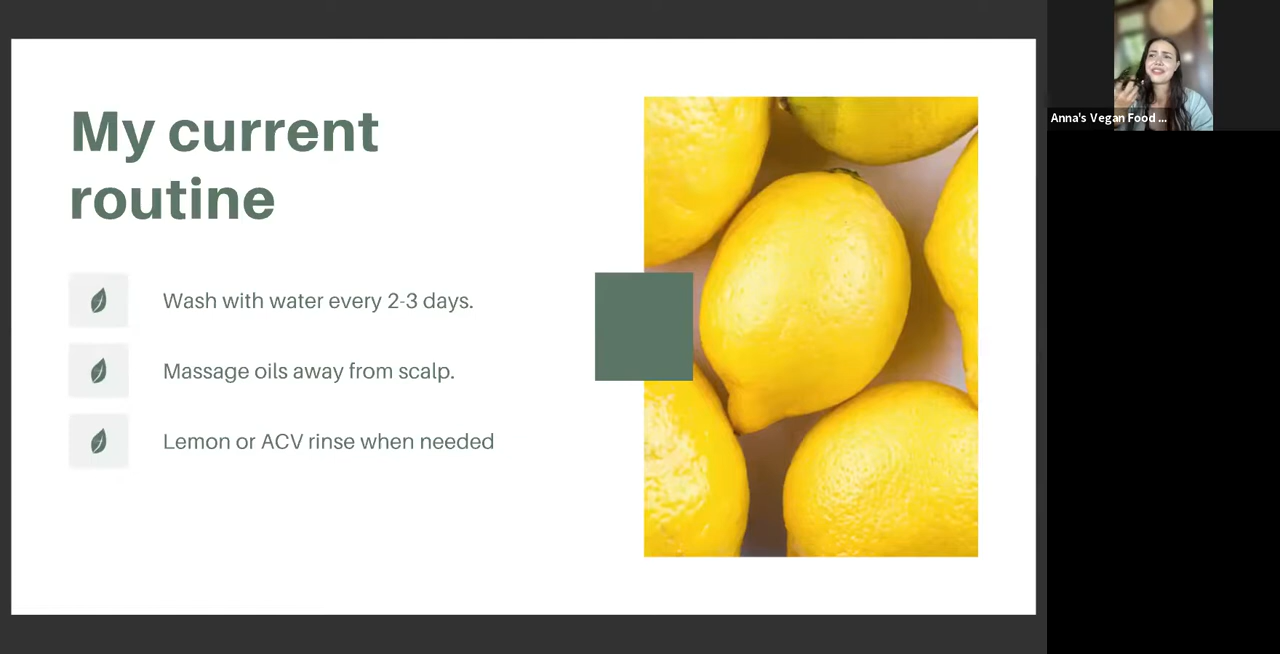 My current
routine
Wash with water every 2-3 days.
Massage oils away from scalp.
Lemon or ACV rinse when needed
Anna's Vegan Food ...